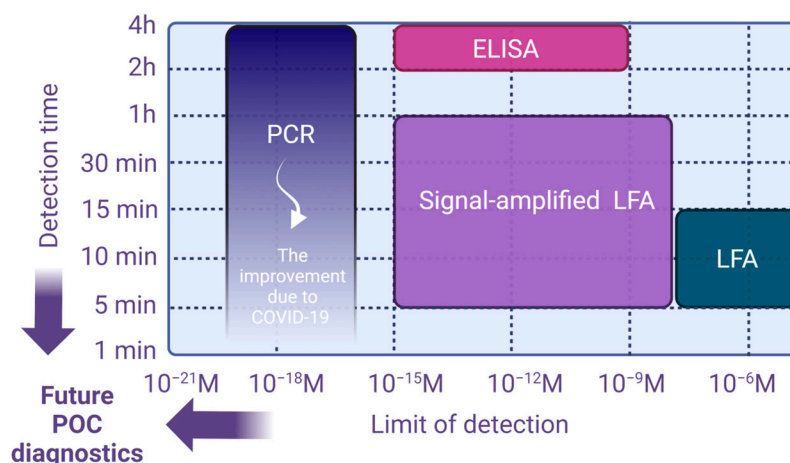 4h
2h
1h
30 min
15 min
10 min
5 min
1 min
Detection time
PCR
The
improvement
due to
COVID-19
ELISA
Signal-amplified LFA
LFA
10⁻²¹M
10⁻¹⁸M
10⁻¹⁵M
10⁻¹²M
10⁻⁹M
10⁻⁶M
Limit of detection
Future
POC
diagnostics